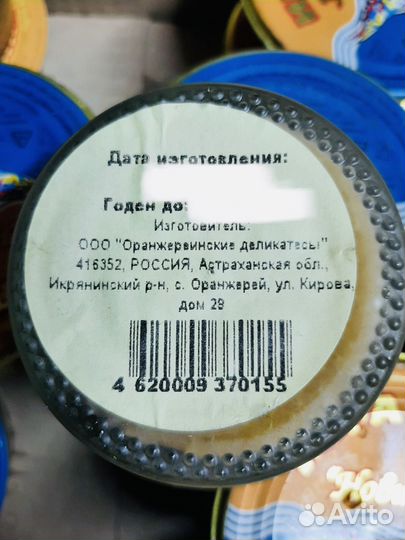 Дата изготовления:
Годен до:
Изготовитель:
ООО "Оранжервинские деликатесы"
416352, РОССИЯ, Астраханская обл.,
Икрянинский р-н, с. Оранжерей, ул. Кирова,
дом 29
4 620009 370155
Avito